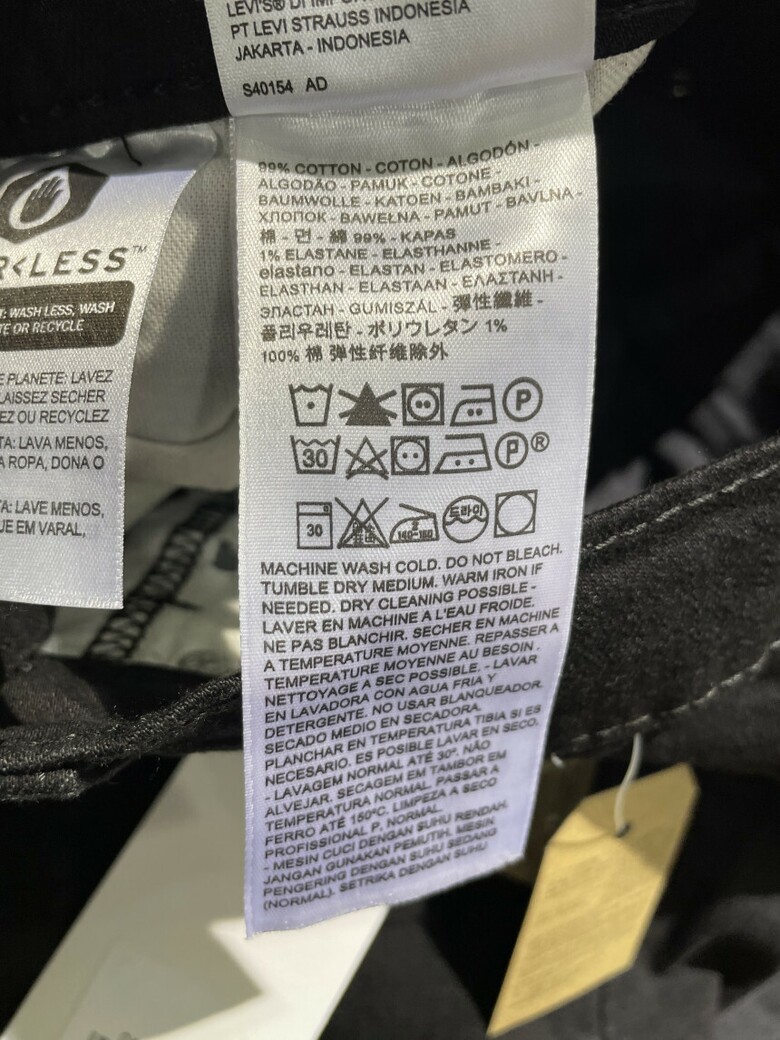 LEVI'S® DI IMPOR
PT LEVI STRAUSS INDONESIA
JAKARTA - INDONESIA
S40154 AD
R<LESS™
: WASH LESS, WASH
TE OR RECYCLE
E PLANETE: LAVEZ
LAISSEZ SECHER
EZ OU RECYCLEZ
TA: LAVA MENOS,
A ROPA, DONA O
TA: LAVE MENOS,
UE EM VARAL,
99% COTTON - COTON - ALGODÓN -
ALGODÃO - PAMUK - COTONE -
BAUMWOLLE - KATOEN - BAMBAKI -
ХЛОПОК - BAWEŁNA - PAMUT - BAVLNA -
棉 - 면 - 綿 99% - KAPAS
1% ELASTANE - ELASTHANNE -
elastano - ELASTAN - ELASTOMERO -
ELASTHAN - ELASTAAN - ΕΛΑΣΤΑΝΗ -
ЭЛАСТАН - GUMISZÁL - 彈性纖維 -
폴리우레탄 - ポリウレタン 1%
100% 棉 弹性纤维除外
P
30 P®
30 2 140-160 드라이
MACHINE WASH COLD. DO NOT BLEACH.
TUMBLE DRY MEDIUM. WARM IRON IF
NEEDED. DRY CLEANING POSSIBLE -
LAVER EN MACHINE A L'EAU FROIDE.
NE PAS BLANCHIR. SECHER EN MACHINE
A TEMPERATURE MOYENNE. REPASSER A
TEMPERATURE MOYENNE AU BESOIN .
NETTOYAGE A SEC POSSIBLE. - LAVAR
EN LAVADORA CON AGUA FRIA Y
DETERGENTE. NO USAR BLANQUEADOR.
SECADO MEDIO EN SECADORA.
PLANCHAR EN TEMPERATURA TIBIA SI ES
NECESARIO. ES POSIBLE LAVAR EN SECO.
- LAVAGEM NORMAL ATÉ 30°. NÃO
ALVEJAR. SECAGEM EM TAMBOR EM
TEMPERATURA NORMAL. PASSAR A
FERRO ATÉ 150ºC. LIMPEZA A SECO
PROFISSIONAL P, NORMAL.
- MESIN CUCI DENGAN SUHU RENDAH.
JANGAN GUNAKAN PEMUTIH. MESIN
PENGERING DENGAN SUHU SEDANG
(NORMAL). SETRIKA DENGAN SUHU